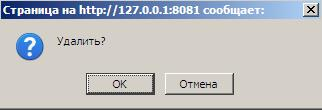 Страница на http://127.0.0.1:8081 сообщает:
Удалить?
OK
Отмена